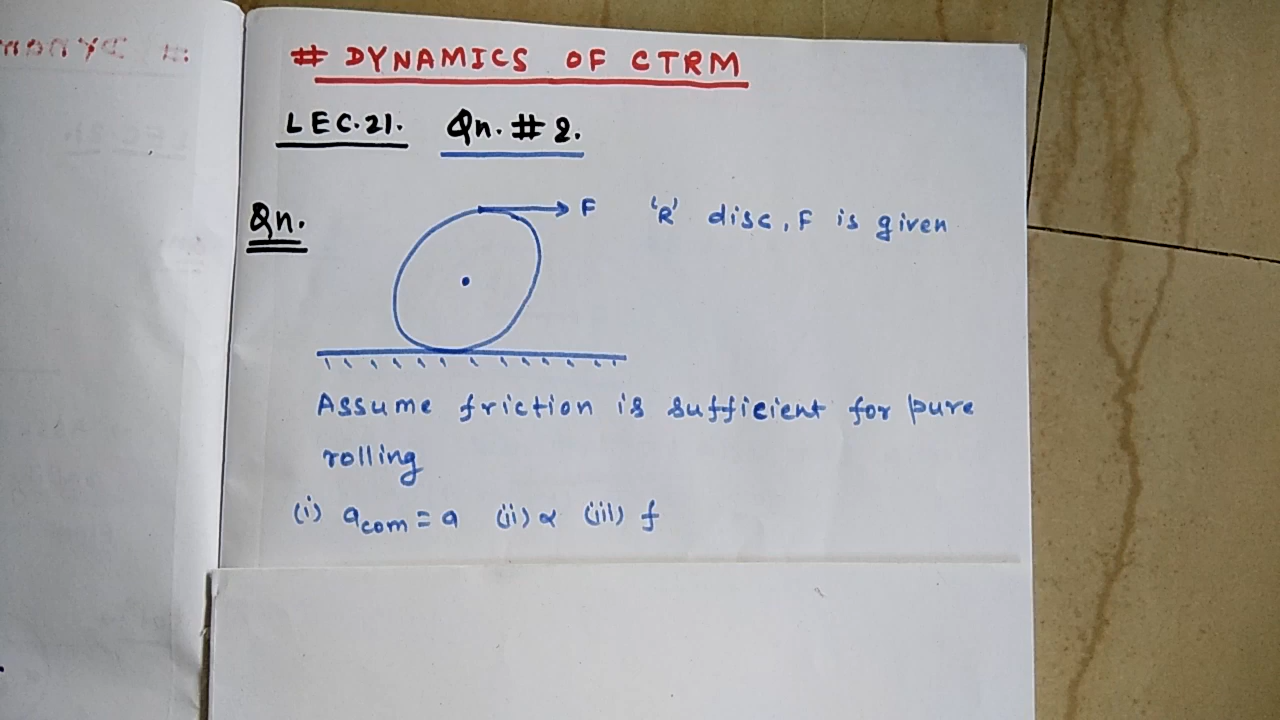 # DYNAMICS OF CTRM
LEC.21. Qn. # 2.
Qn.
F 'R' disc, F is given
Assume friction is sufficient for pure
rolling
(i) acom = a (ii) α (iii) f